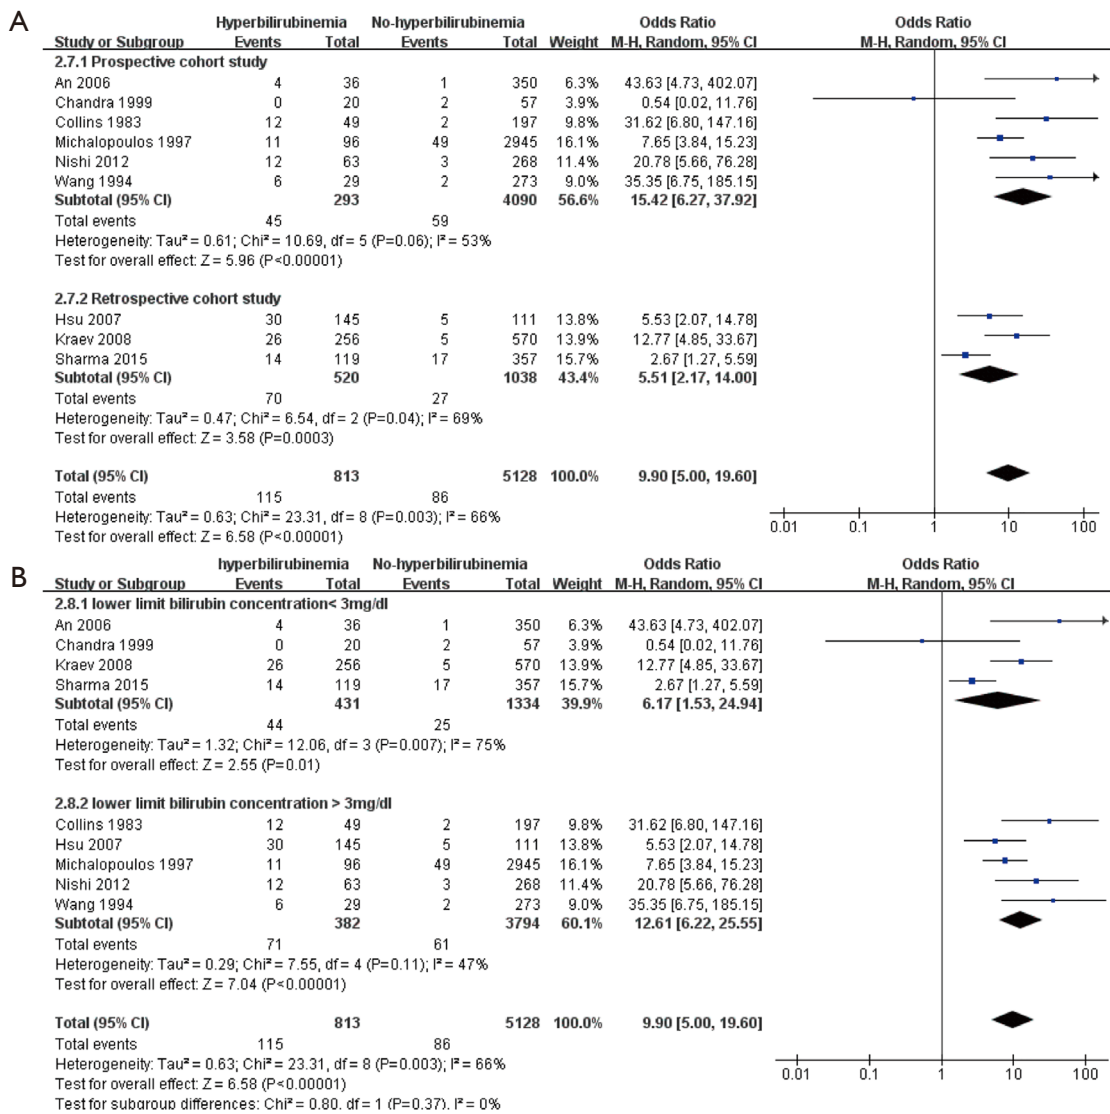 A
Hyperbilirubinemia No-hyperbilirubinemia Odds Ratio Odds Ratio
Study or Subgroup Events Total Events Total Weight M-H, Random, 95% CI M-H, Random, 95% CI
2.7.1 Prospective cohort study
An 2006 4 36 1 350 6.3% 43.63 [4.73, 402.07]
Chandra 1999 0 20 2 57 3.9% 0.54 [0.02, 11.76]
Collins 1983 12 49 2 197 9.8% 31.62 [6.80, 147.16]
Michalopoulos 1997 11 96 49 2945 16.1% 7.65 [3.84, 15.23]
Nishi 2012 12 63 3 268 11.4% 20.78 [5.66, 76.28]
Wang 1994 6 29 2 273 9.0% 35.35 [6.75, 185.15]
Subtotal (95% CI) 293 4090 56.6% 15.42 [6.27, 37.92]
Total events 45 59
Heterogeneity: Tau² = 0.61; Chi² = 10.69, df = 5 (P=0.06); I² = 53%
Test for overall effect: Z = 5.96 (P<0.00001)
2.7.2 Retrospective cohort study
Hsu 2007 30 145 5 111 13.8% 5.53 [2.07, 14.78]
Kraev 2008 26 256 5 570 13.9% 12.77 [4.85, 33.67]
Sharma 2015 14 119 17 357 15.7% 2.67 [1.27, 5.59]
Subtotal (95% CI) 520 1038 43.4% 5.51 [2.17, 14.00]
Total events 70 27
Heterogeneity: Tau² = 0.47; Chi² = 6.54, df = 2 (P=0.04); I² = 69%
Test for overall effect: Z = 3.58 (P=0.0003)
Total (95% CI) 813 5128 100.0% 9.90 [5.00, 19.60]
Total events 115 86
Heterogeneity: Tau² = 0.63; Chi² = 23.31, df = 8 (P=0.003); I² = 66%
Test for overall effect: Z = 6.58 (P<0.00001)
0.01 0.1 1 10 100
B
hyperbilirubinemia No-hyperbilirubinemia Odds Ratio Odds Ratio
Study or Subgroup Events Total Events Total Weight M-H, Random, 95% CI M-H, Random, 95% CI
2.8.1 lower limit bilirubin concentration< 3mg/dl
An 2006 4 36 1 350 6.3% 43.63 [4.73, 402.07]
Chandra 1999 0 20 2 57 3.9% 0.54 [0.02, 11.76]
Kraev 2008 26 256 5 570 13.9% 12.77 [4.85, 33.67]
Sharma 2015 14 119 17 357 15.7% 2.67 [1.27, 5.59]
Subtotal (95% CI) 431 1334 39.9% 6.17 [1.53, 24.94]
Total events 44 25
Heterogeneity: Tau² = 1.32; Chi² = 12.06, df = 3 (P=0.007); I² = 75%
Test for overall effect: Z = 2.55 (P=0.01)
2.8.2 lower limit bilirubin concentration > 3mg/dl
Collins 1983 12 49 2 197 9.8% 31.62 [6.80, 147.16]
Hsu 2007 30 145 5 111 13.8% 5.53 [2.07, 14.78]
Michalopoulos 1997 11 96 49 2945 16.1% 7.65 [3.84, 15.23]
Nishi 2012 12 63 3 268 11.4% 20.78 [5.66, 76.28]
Wang 1994 6 29 2 273 9.0% 35.35 [6.75, 185.15]
Subtotal (95% CI) 382 3794 60.1% 12.61 [6.22, 25.55]
Total events 71 61
Heterogeneity: Tau² = 0.29; Chi² = 7.55, df = 4 (P=0.11); I² = 47%
Test for overall effect: Z = 7.04 (P<0.00001)
Total (95% CI) 813 5128 100.0% 9.90 [5.00, 19.60]
Total events 115 86
Heterogeneity: Tau² = 0.63; Chi² = 23.31, df = 8 (P=0.003); I² = 66%
Test for overall effect: Z = 6.58 (P<0.00001)
Test for subgroup differences: Chi² = 0.80, df = 1 (P=0.37), I² = 0%
0.01 0.1 1 10 100